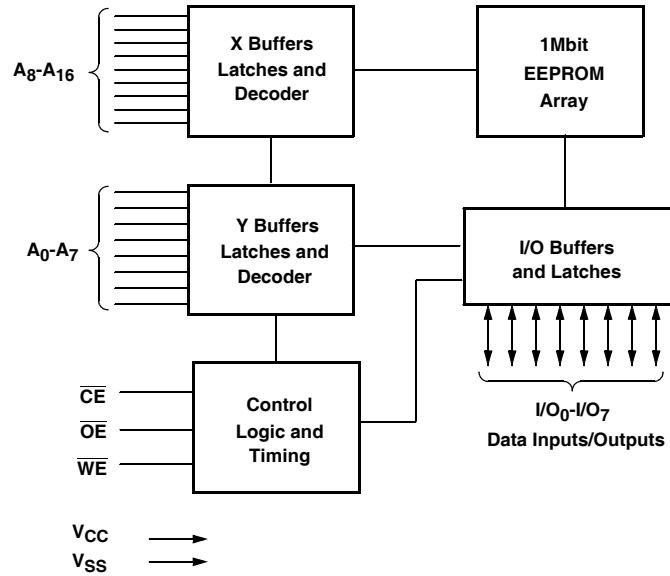 X Buffers
Latches and
Decoder
1Mbit
EEPROM
Array
A8-A16
Y Buffers
Latches and
Decoder
A0-A7
I/O Buffers
and Latches
CE
OE
WE
Control
Logic and
Timing
I/O0-I/O7
Data Inputs/Outputs
VCC
VSS